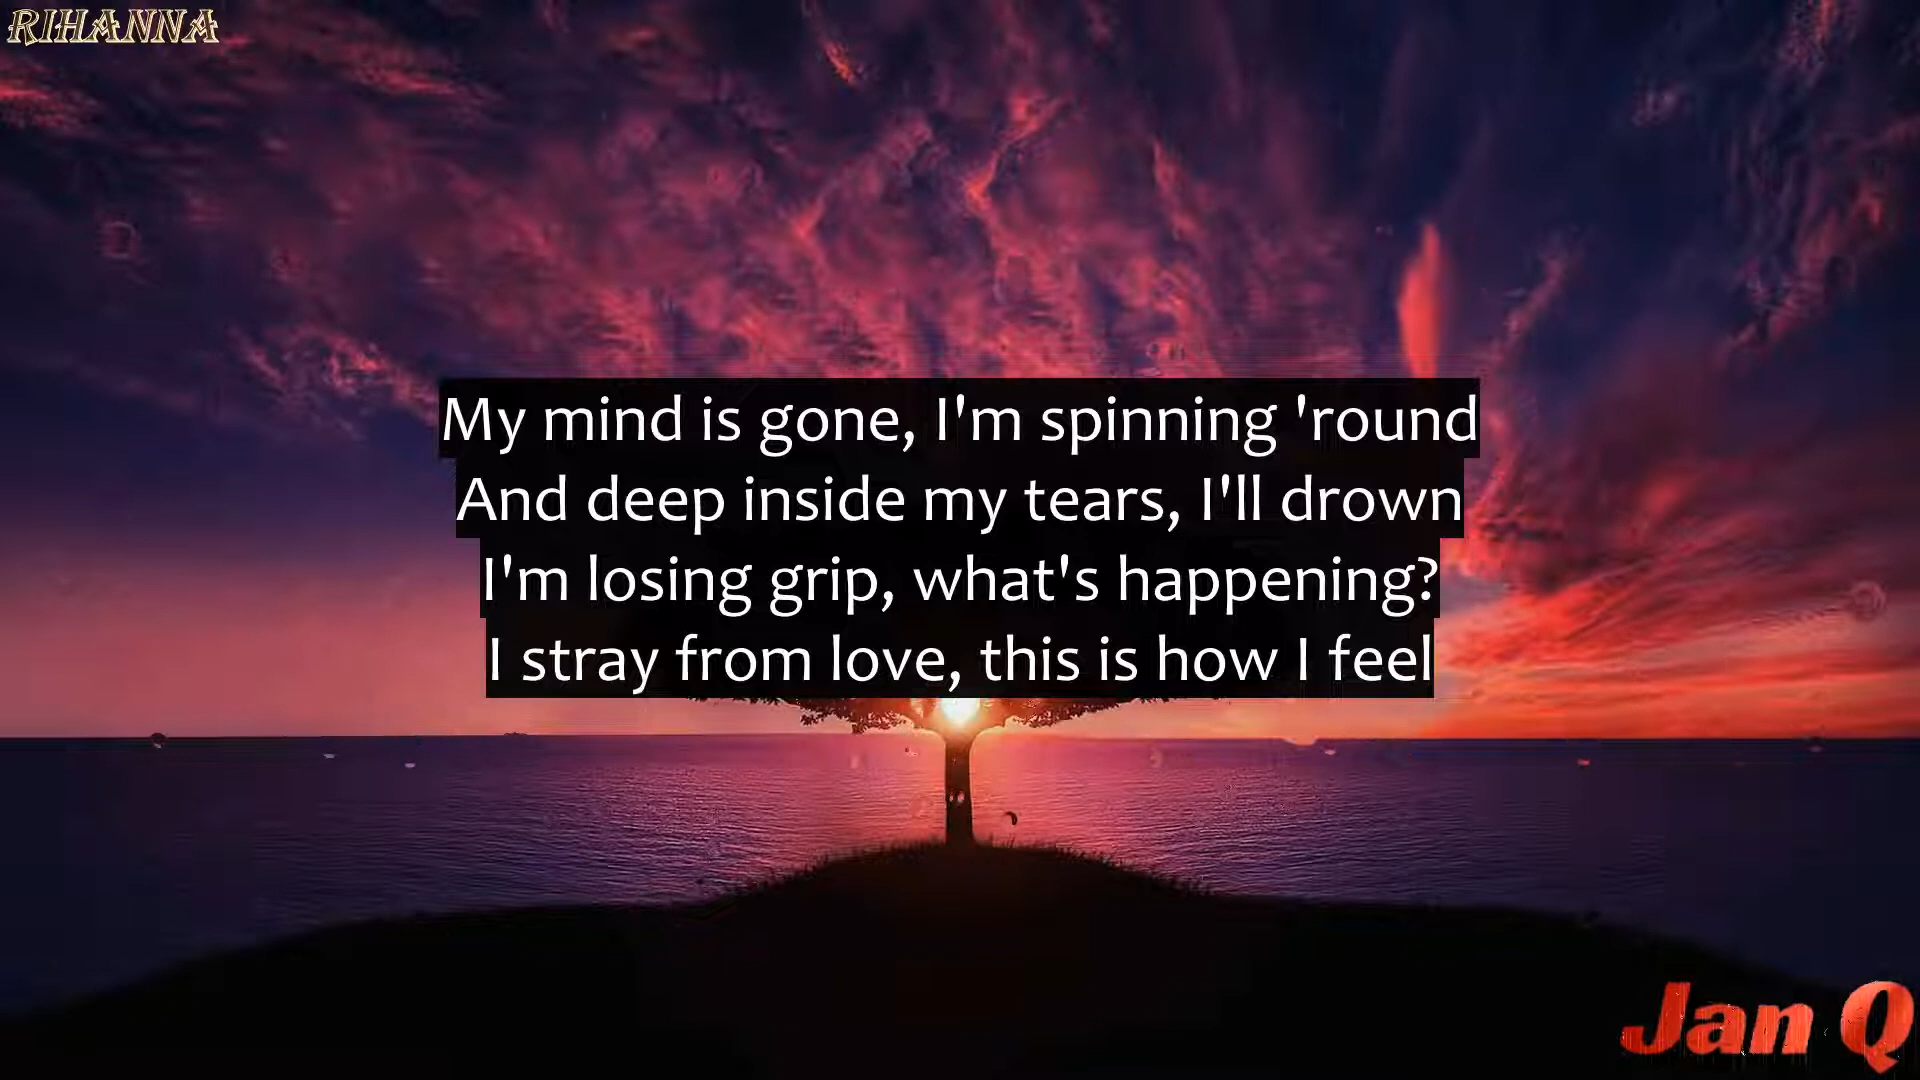 RIHANNA
My mind is gone, I'm spinning 'round
And deep inside my tears, I'll drown
I'm losing grip, what's happening?
I stray from love, this is how I feel
Jan Q